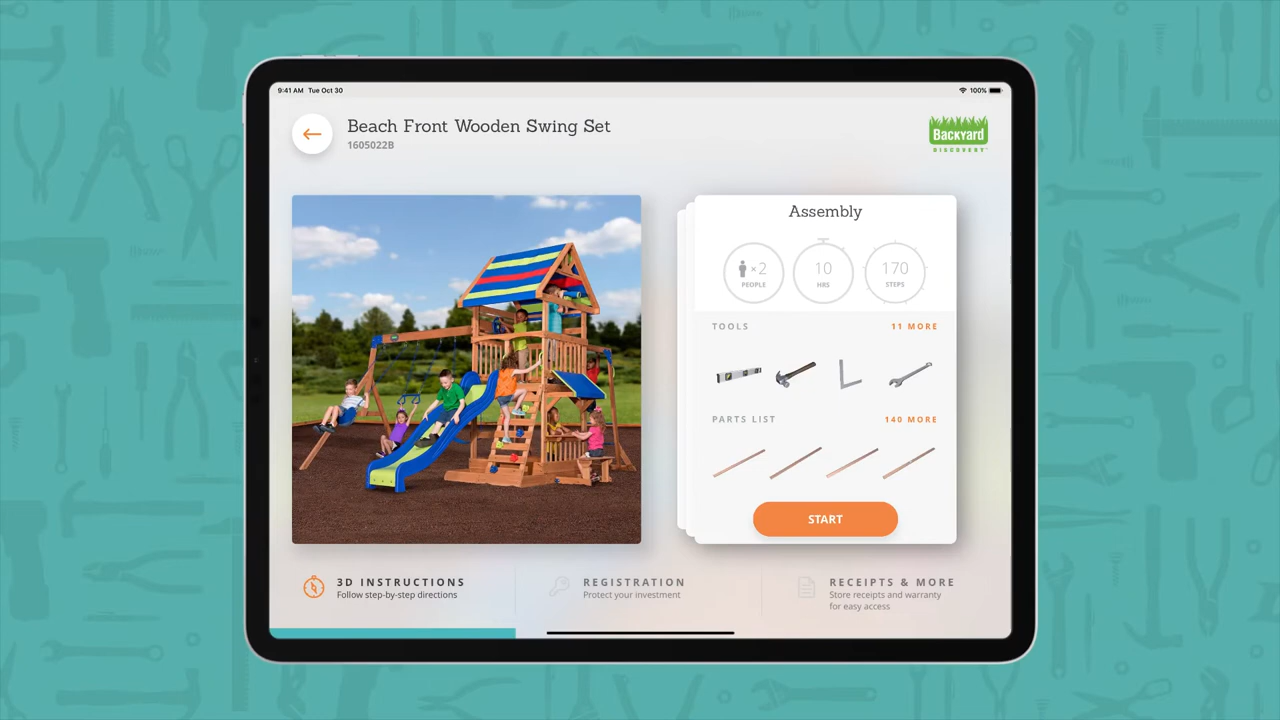 9:41 AM Tue Oct 30
100%
Beach Front Wooden Swing Set
1605022B
Backyard
DISCOVERY
Assembly
×2
PEOPLE
10
HRS
170
STEPS
TOOLS
11 MORE
PARTS LIST
140 MORE
START
3D INSTRUCTIONS
Follow step-by-step directions
REGISTRATION
Protect your investment
RECEIPTS & MORE
Store receipts and warranty
for easy access